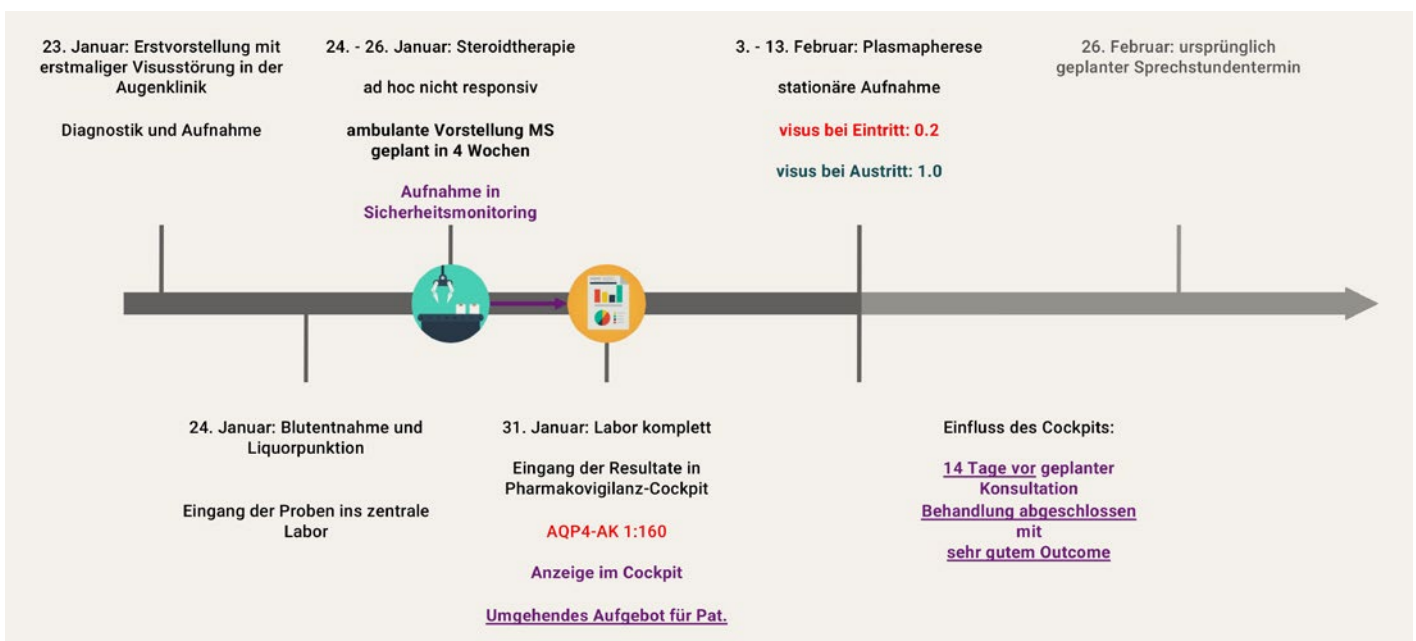 23. Januar: Erstvorstellung mit
erstmaliger Visusstörung in der
Augenklinik
Diagnostik und Aufnahme
24. - 26. Januar: Steroidtherapie
ad hoc nicht responsiv
ambulante Vorstellung MS
geplant in 4 Wochen
Aufnahme in
Sicherheitsmonitoring
3. - 13. Februar: Plasmapherese
stationäre Aufnahme
visus bei Eintritt: 0.2
visus bei Austritt: 1.0
26. Februar: ursprünglich
geplanter Sprechstundentermin
24. Januar: Blutentnahme und
Liquorpunktion
Eingang der Proben ins zentrale
Labor
31. Januar: Labor komplett
Eingang der Resultate in
Pharmakovigilanz-Cockpit
AQP4-AK 1:160
Anzeige im Cockpit
Umgehendes Aufgebot für Pat.
Einfluss des Cockpits:
14 Tage vor geplanter
Konsultation
Behandlung abgeschlossen
mit
sehr gutem Outcome